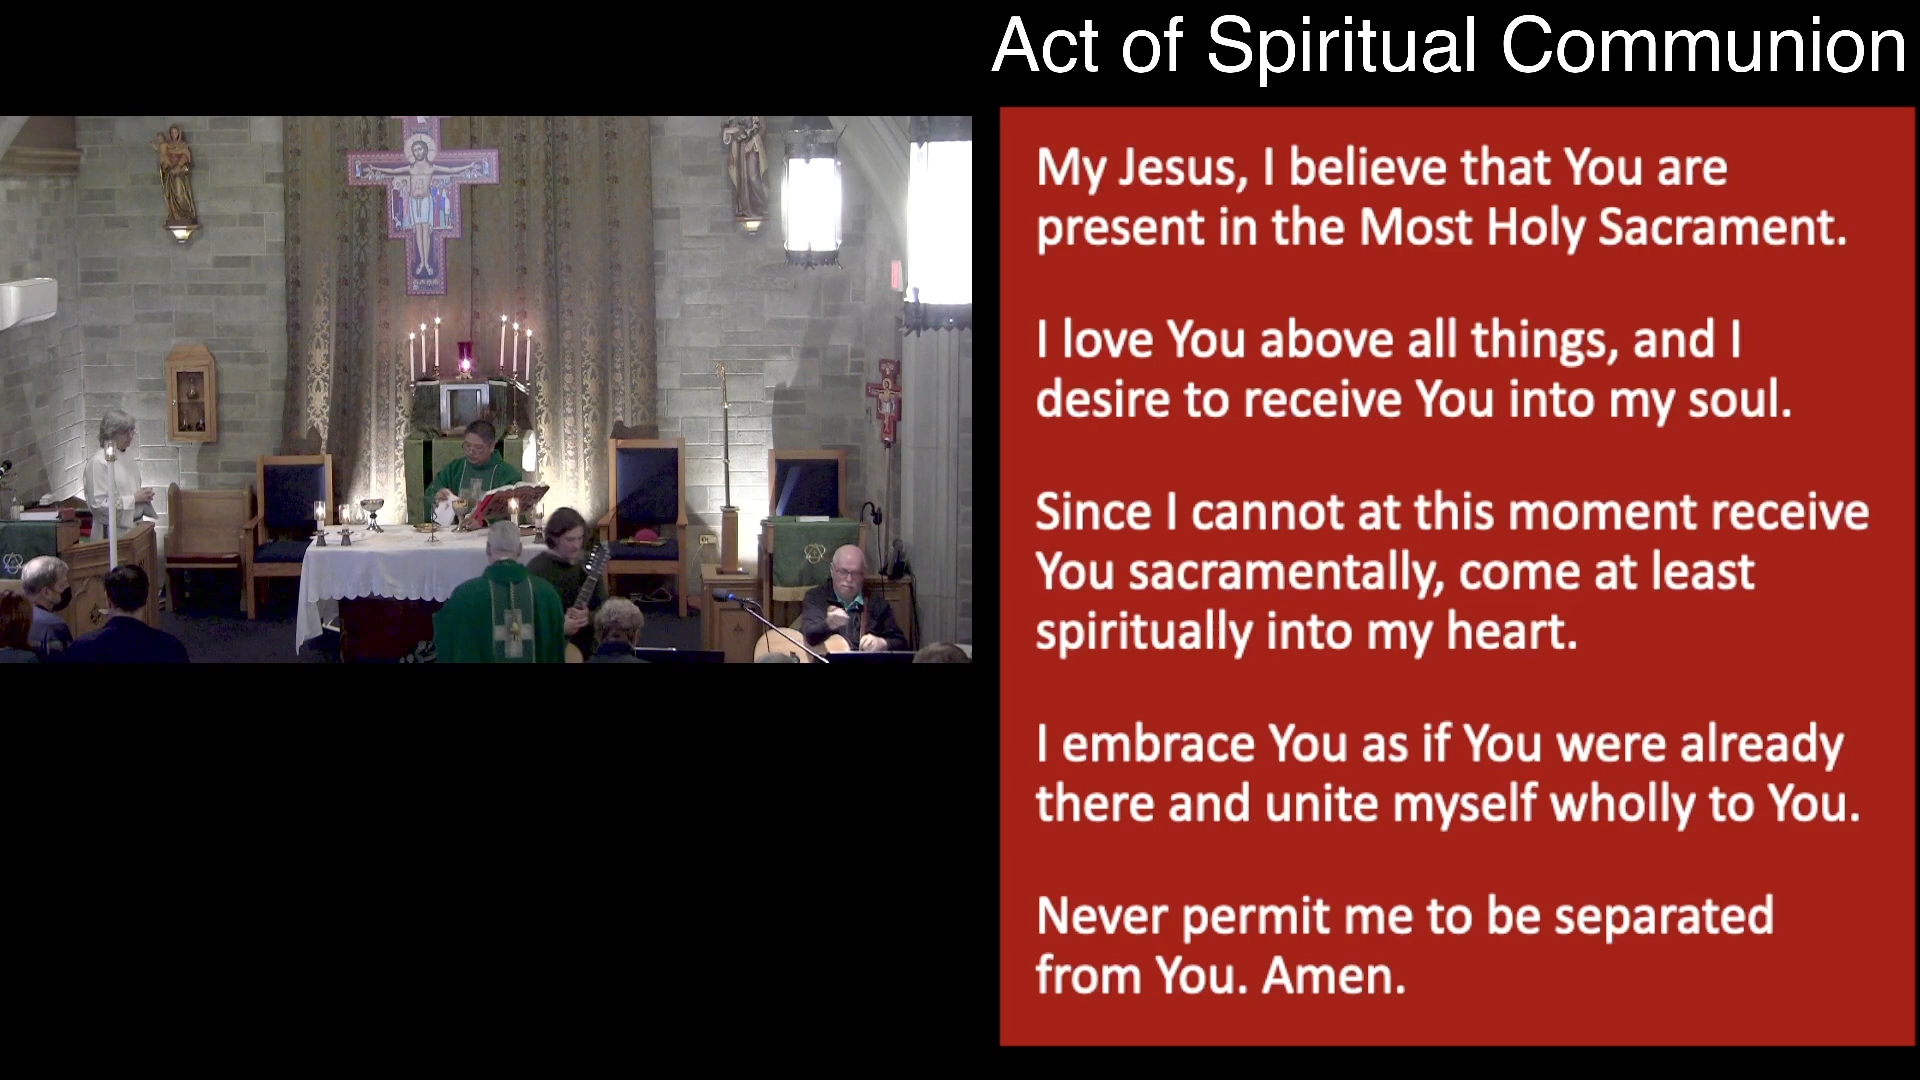 Act of Spiritual Communion
My Jesus, I believe that You are
present in the Most Holy Sacrament.
I love You above all things, and I
desire to receive You into my soul.
Since I cannot at this moment receive
You sacramentally, come at least
spiritually into my heart.
I embrace You as if You were already
there and unite myself wholly to You.
Never permit me to be separated
from You. Amen.